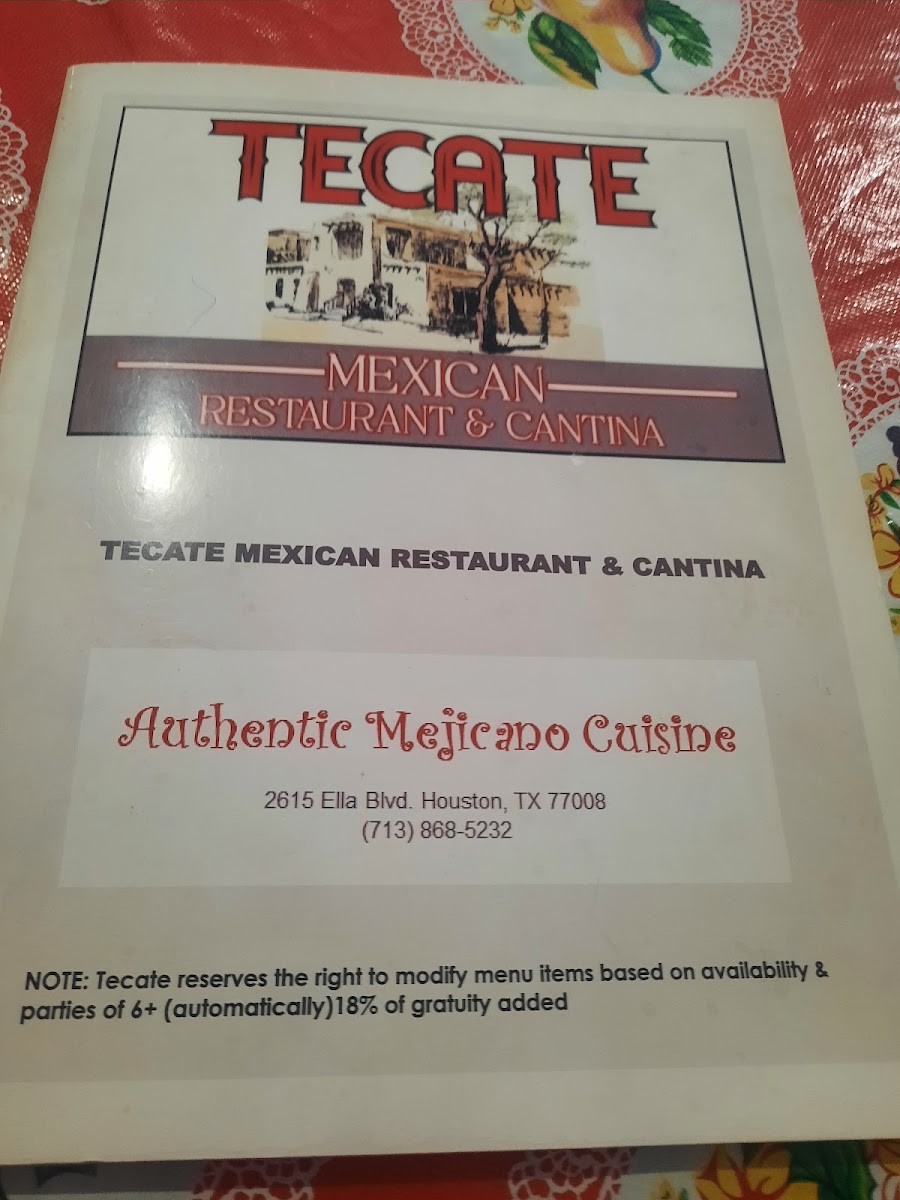 TECATE
MEXICAN
RESTAURANT & CANTINA
TECATE MEXICAN RESTAURANT & CANTINA
Authentic Mejicano Cuisine
2615 Ella Blvd. Houston, TX 77008
(713) 868-5232
NOTE: Tecate reserves the right to modify menu items based on availability &
parties of 6+ (automatically)18% of gratuity added